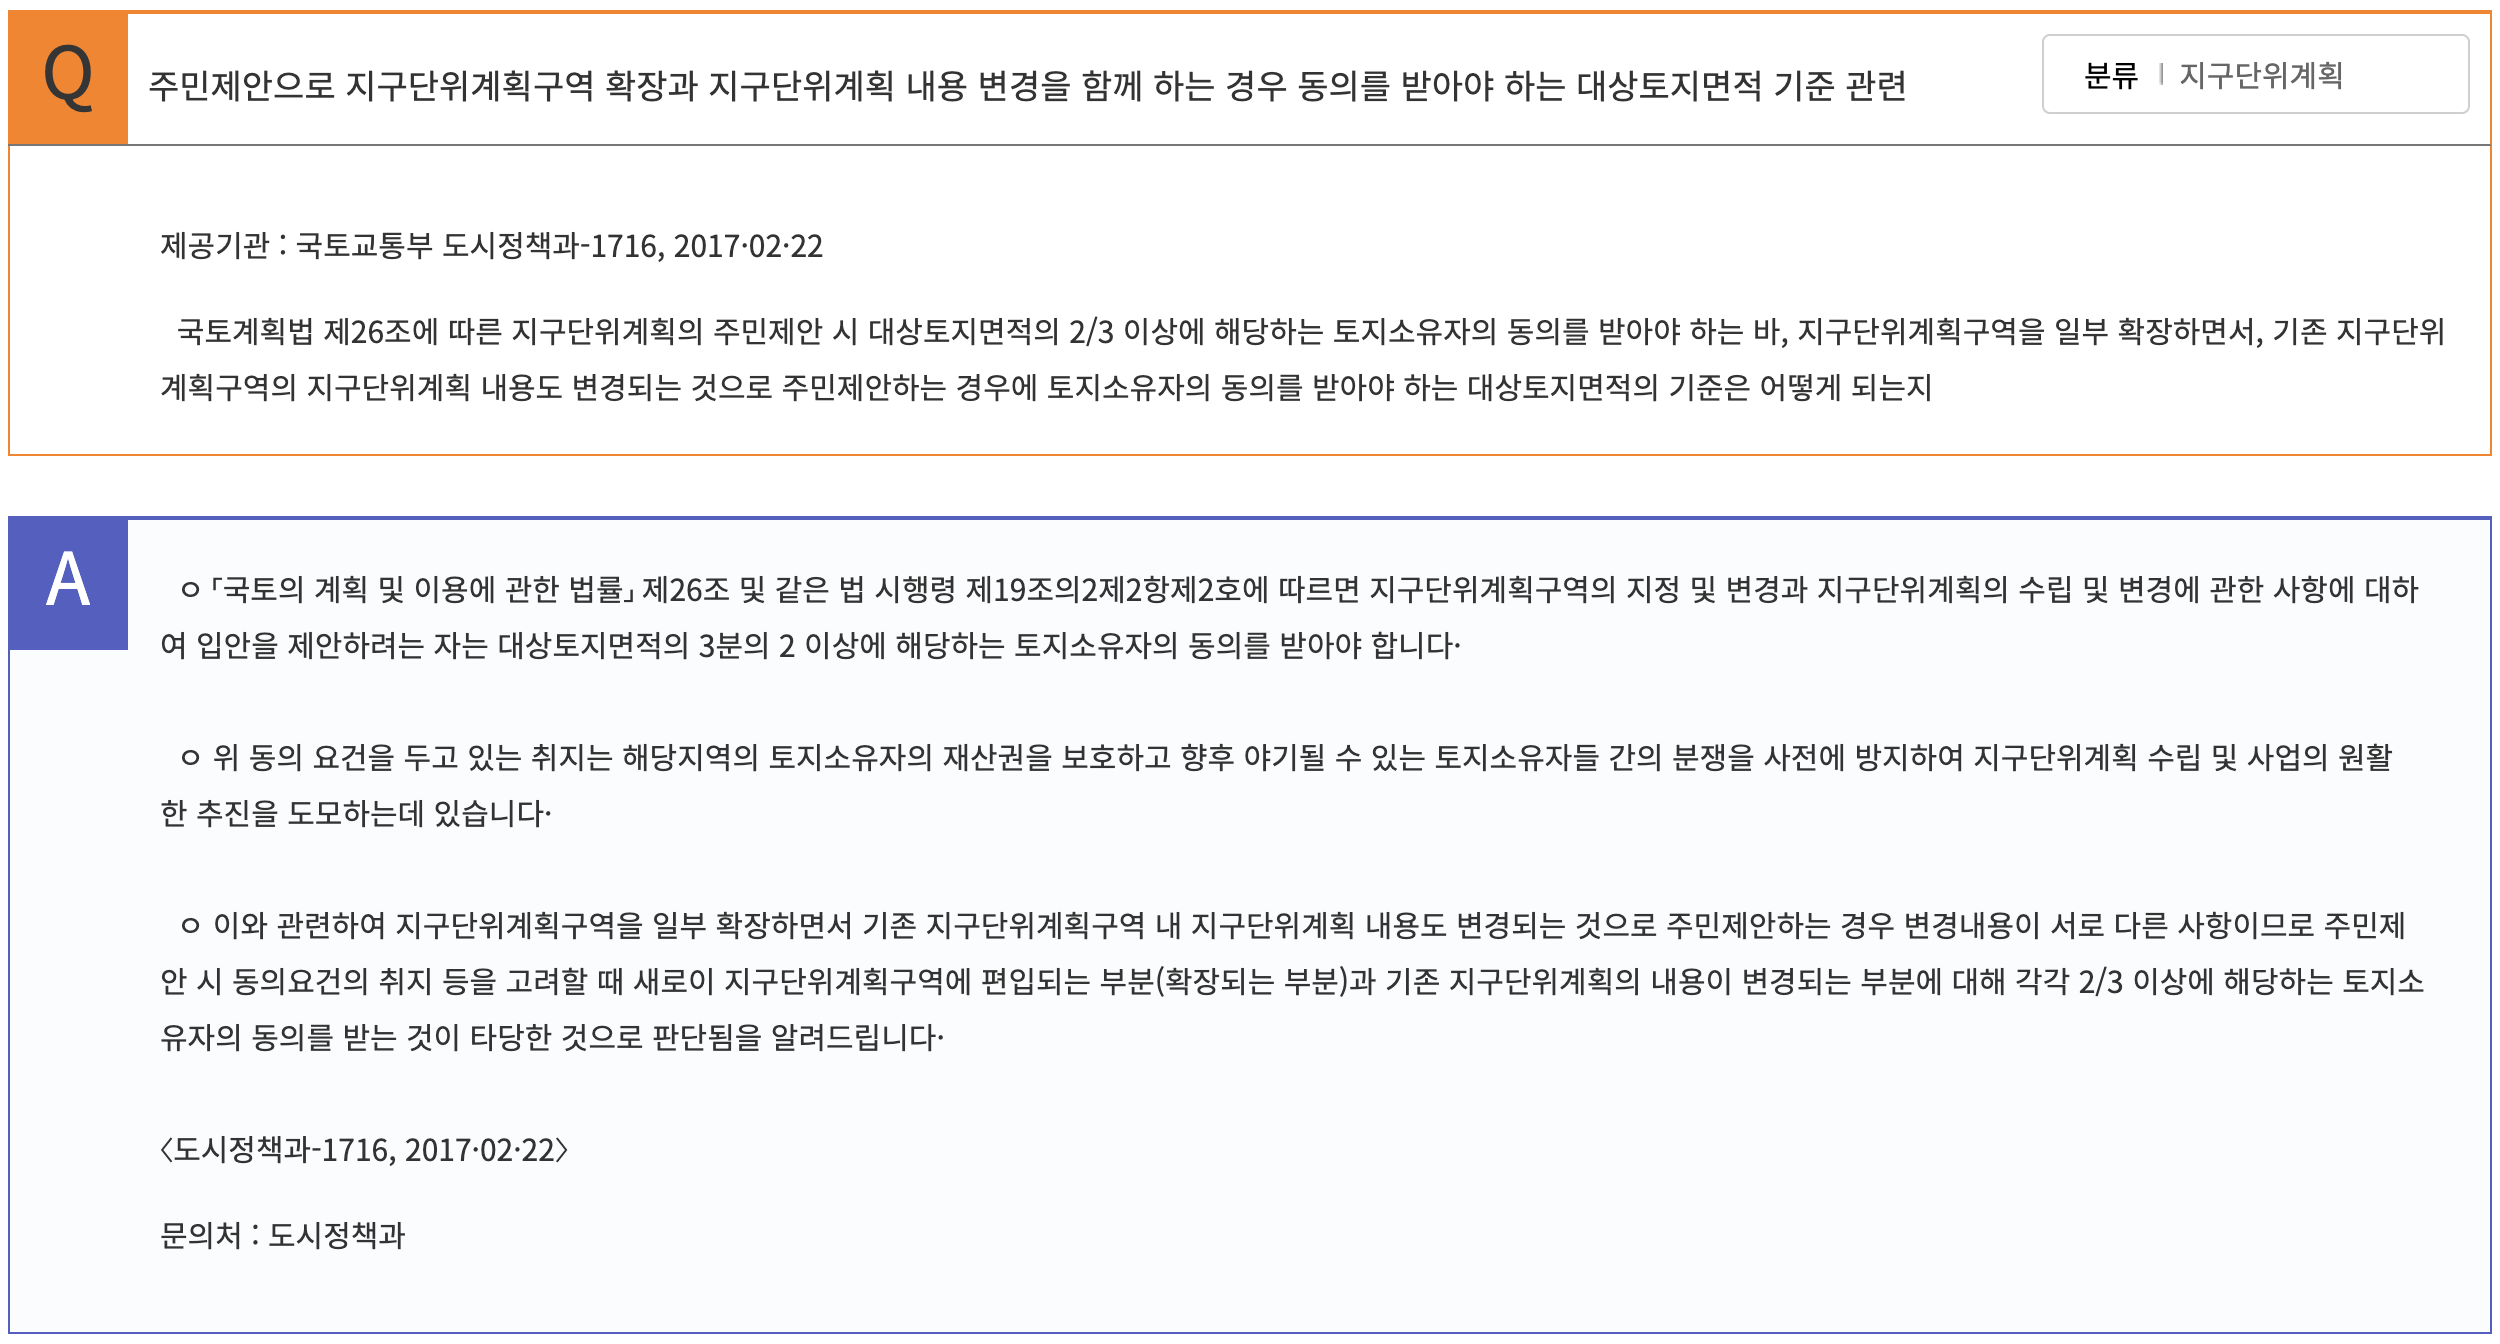 Q
주민제안으로 지구단위계획구역 확장과 지구단위계획 내용 변경을 함께 하는 경우 동의를 받아야 하는 대상토지면적 기준 관련
분류 | 지구단위계획
제공기관 : 국토교통부 도시정책과-1716, 2017·02·22
국토계획법 제26조에 따른 지구단위계획의 주민제안 시 대상토지면적의 2/3 이상에 해당하는 토지소유자의 동의를 받아야 하는 바, 지구단위계획구역을 일부 확장하면서, 기존 지구단위
계획구역의 지구단위계획 내용도 변경되는 것으로 주민제안하는 경우에 토지소유자의 동의를 받아야 하는 대상토지면적의 기준은 어떻게 되는지
A
ㅇ「국토의 계획 및 이용에 관한 법률」제26조 및 같은 법 시행령 제19조의2제2항제2호에 따르면 지구단위계획구역의 지정 및 변경과 지구단위계획의 수립 및 변경에 관한 사항에 대하
여 입안을 제안하려는 자는 대상토지면적의 3분의 2 이상에 해당하는 토지소유자의 동의를 받아야 합니다·
ㅇ 위 동의 요건을 두고 있는 취지는 해당지역의 토지소유자의 재산권을 보호하고 향후 야기될 수 있는 토지소유자들 간의 분쟁을 사전에 방지하여 지구단위계획 수립 및 사업의 원활
한 추진을 도모하는데 있습니다·
ㅇ 이와 관련하여 지구단위계획구역을 일부 확장하면서 기존 지구단위계획구역 내 지구단위계획 내용도 변경되는 것으로 주민제안하는 경우 변경내용이 서로 다른 사항이므로 주민제
안 시 동의요건의 취지 등을 고려할 때 새로이 지구단위계획구역에 편입되는 부분(확장되는 부분)과 기존 지구단위계획의 내용이 변경되는 부분에 대해 각각 2/3 이상에 해당하는 토지소
유자의 동의를 받는 것이 타당한 것으로 판단됨을 알려드립니다·
〈도시정책과-1716, 2017·02·22〉
문의처 : 도시정책과